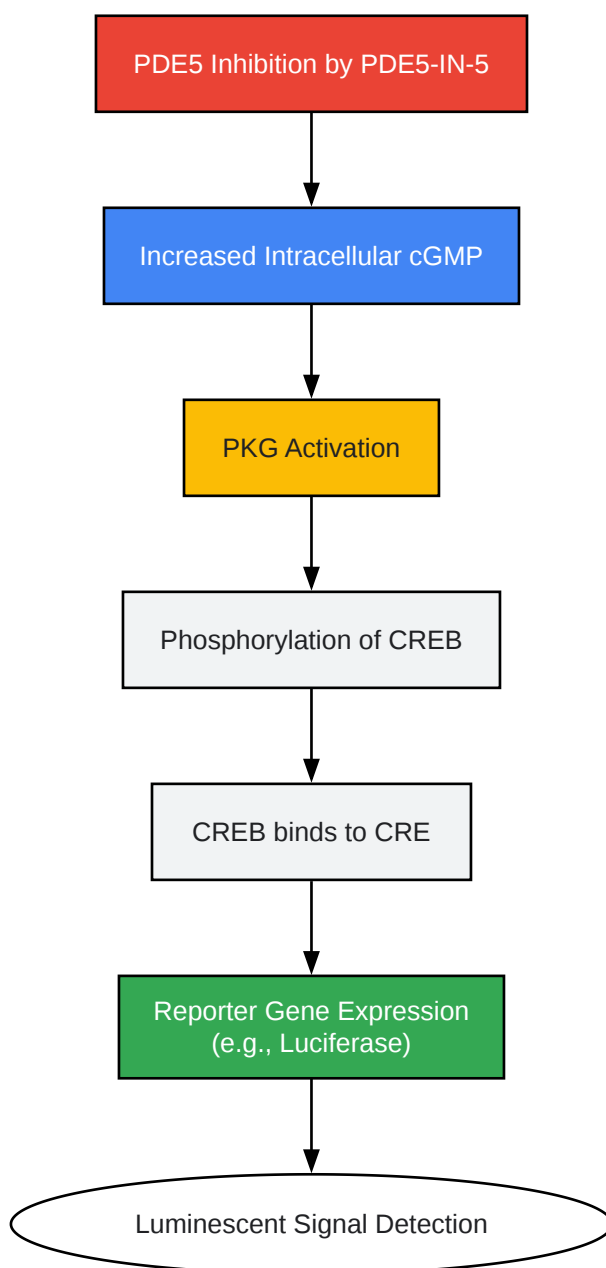 PDE5 Inhibition by PDE5-IN-5
Increased Intracellular cGMP
PKG Activation
Phosphorylation of CREB
CREB binds to CRE
Reporter Gene Expression
(e.g., Luciferase)
Luminescent Signal Detection